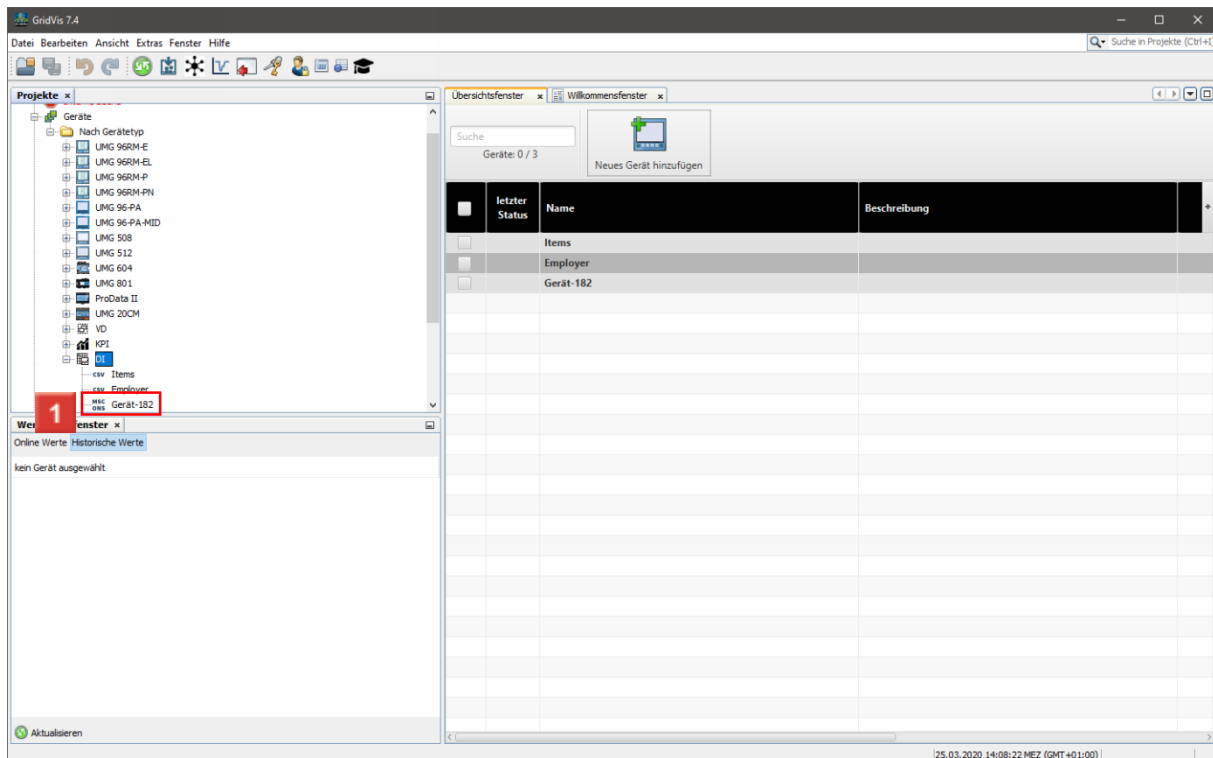 GridVis 7.4
Datei Bearbeiten Ansicht Extras Fenster Hilfe
Suche in Projekte (Ctrl+I)
Projekte
Geräte
Nach Gerätetyp
UMG 96RM-E
UMG 96RM-EL
UMG 96RM-P
UMG 96RM-PN
UMG 96-PA
UMG 96-PA-MID
UMG 508
UMG 512
UMG 604
UMG 801
ProData II
UMG 20CM
VD
KPI
DI
csv Items
csv Employer
MSC CONS Gerät-182
1
Online Werte Historische Werte
kein Gerät ausgewählt
Aktualisieren
Übersichtsfenster Willkommensfenster
Suche
Geräte: 0 / 3
Neues Gerät hinzufügen
letzter Status Name Beschreibung
Items
Employer
Gerät-182
25.03.2020 14:08:22 MEZ (GMT+01:00)